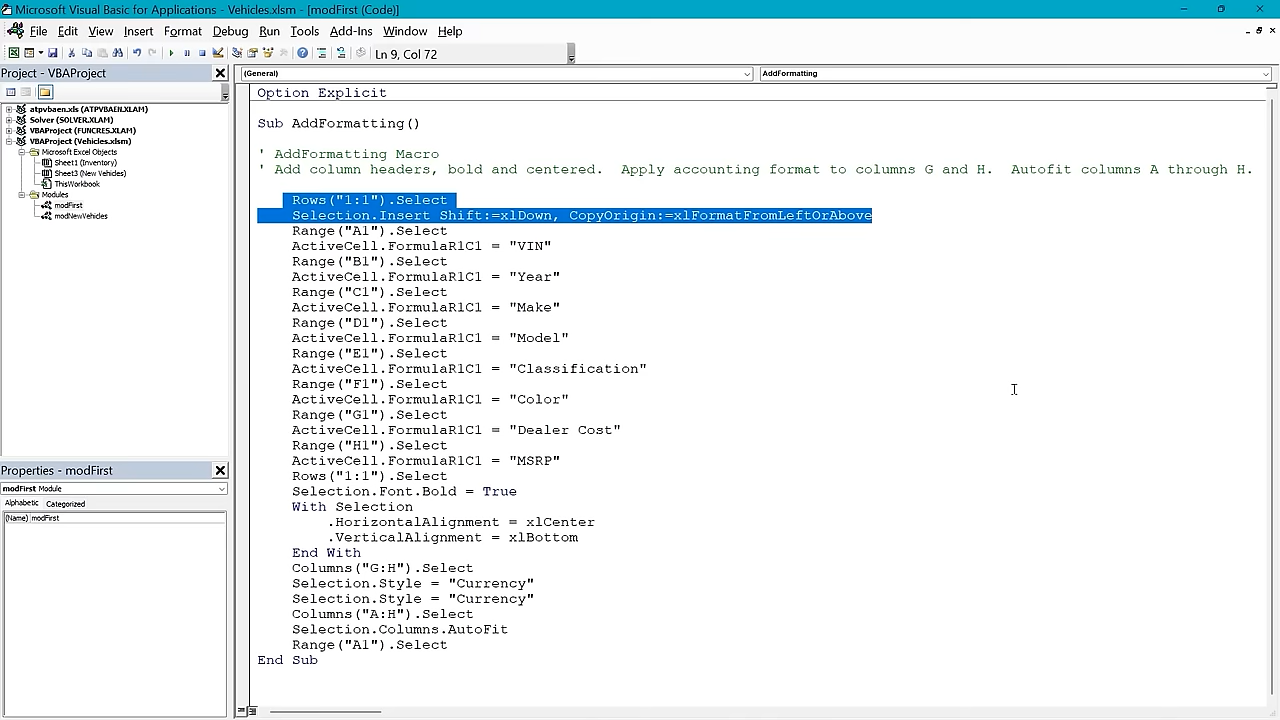 Microsoft Visual Basic for Applications - Vehicles.xlsm - [modFirst (Code)]
File Edit View Insert Format Debug Run Tools Add-Ins Window Help
Ln 9, Col 72
Project - VBAProject
(General)
AddFormatting
atpvbaen.xls (ATPVBAEN.XLAM)
Solver (SOLVER.XLAM)
VBAProject (FUNCRES.XLAM)
VBAProject (Vehicles.xlsm)
Microsoft Excel Objects
Sheet1 (Inventory)
Sheet3 (New Vehicles)
ThisWorkbook
Modules
modFirst
modNewVehicles
Properties - modFirst
modFirst Module
Alphabetic Categorized
(Name) modFirst
Option Explicit
Sub AddFormatting()
' AddFormatting Macro
' Add column headers, bold and centered.  Apply accounting format to columns G and H.  Autofit columns A through H.
Rows("1:1").Select
Selection.Insert Shift:=xlDown, CopyOrigin:=xlFormatFromLeftOrAbove
Range("A1").Select
ActiveCell.FormulaR1C1 = "VIN"
Range("B1").Select
ActiveCell.FormulaR1C1 = "Year"
Range("C1").Select
ActiveCell.FormulaR1C1 = "Make"
Range("D1").Select
ActiveCell.FormulaR1C1 = "Model"
Range("E1").Select
ActiveCell.FormulaR1C1 = "Classification"
Range("F1").Select
ActiveCell.FormulaR1C1 = "Color"
Range("G1").Select
ActiveCell.FormulaR1C1 = "Dealer Cost"
Range("H1").Select
ActiveCell.FormulaR1C1 = "MSRP"
Rows("1:1").Select
Selection.Font.Bold = True
With Selection
.HorizontalAlignment = xlCenter
.VerticalAlignment = xlBottom
End With
Columns("G:H").Select
Selection.Style = "Currency"
Selection.Style = "Currency"
Columns("A:H").Select
Selection.Columns.AutoFit
Range("A1").Select
End Sub